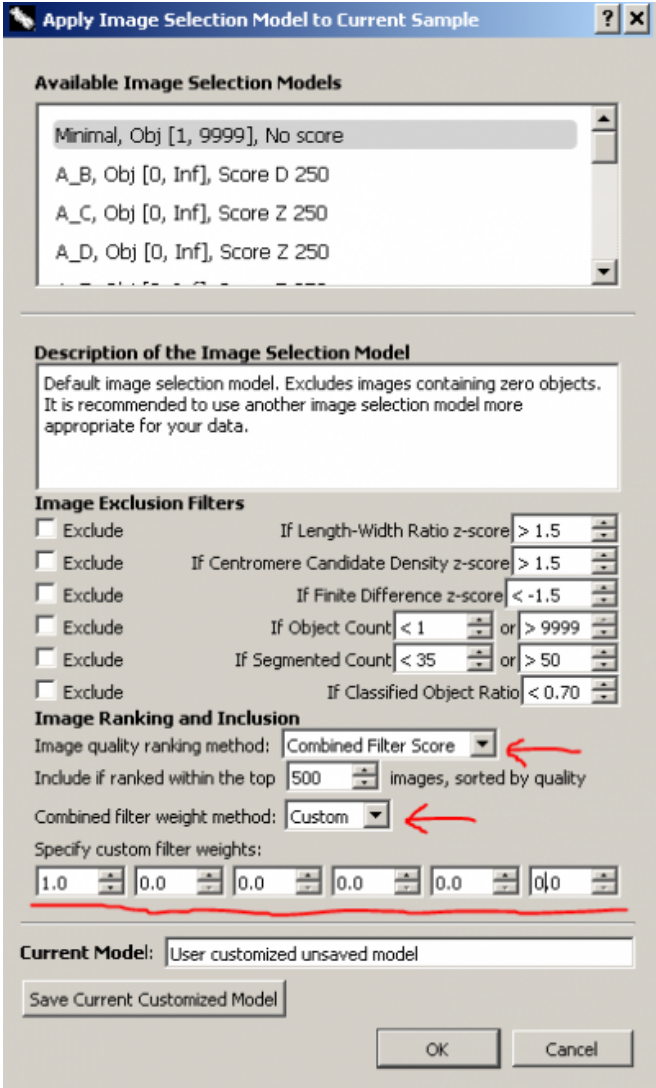 Apply Image Selection Model to Current Sample
Available Image Selection Models
Minimal, Obj [1, 9999], No score
A_B, Obj [0, Inf], Score D 250
A_C, Obj [0, Inf], Score Z 250
A_D, Obj [0, Inf], Score Z 250
Description of the Image Selection Model
Default image selection model. Excludes images containing zero objects.
It is recommended to use another image selection model more
appropriate for your data.
Image Exclusion Filters
Exclude If Length-Width Ratio z-score > 1.5
Exclude If Centromere Candidate Density z-score > 1.5
Exclude If Finite Difference z-score < -1.5
Exclude If Object Count < 1 or > 9999
Exclude If Segmented Count < 35 or > 50
Exclude If Classified Object Ratio < 0.70
Image Ranking and Inclusion
Image quality ranking method: Combined Filter Score
Include if ranked within the top 500 images, sorted by quality
Combined filter weight method: Custom
Specify custom filter weights:
1.0 0.0 0.0 0.0 0.0 0.0
Current Model: User customized unsaved model
Save Current Customized Model
OK Cancel